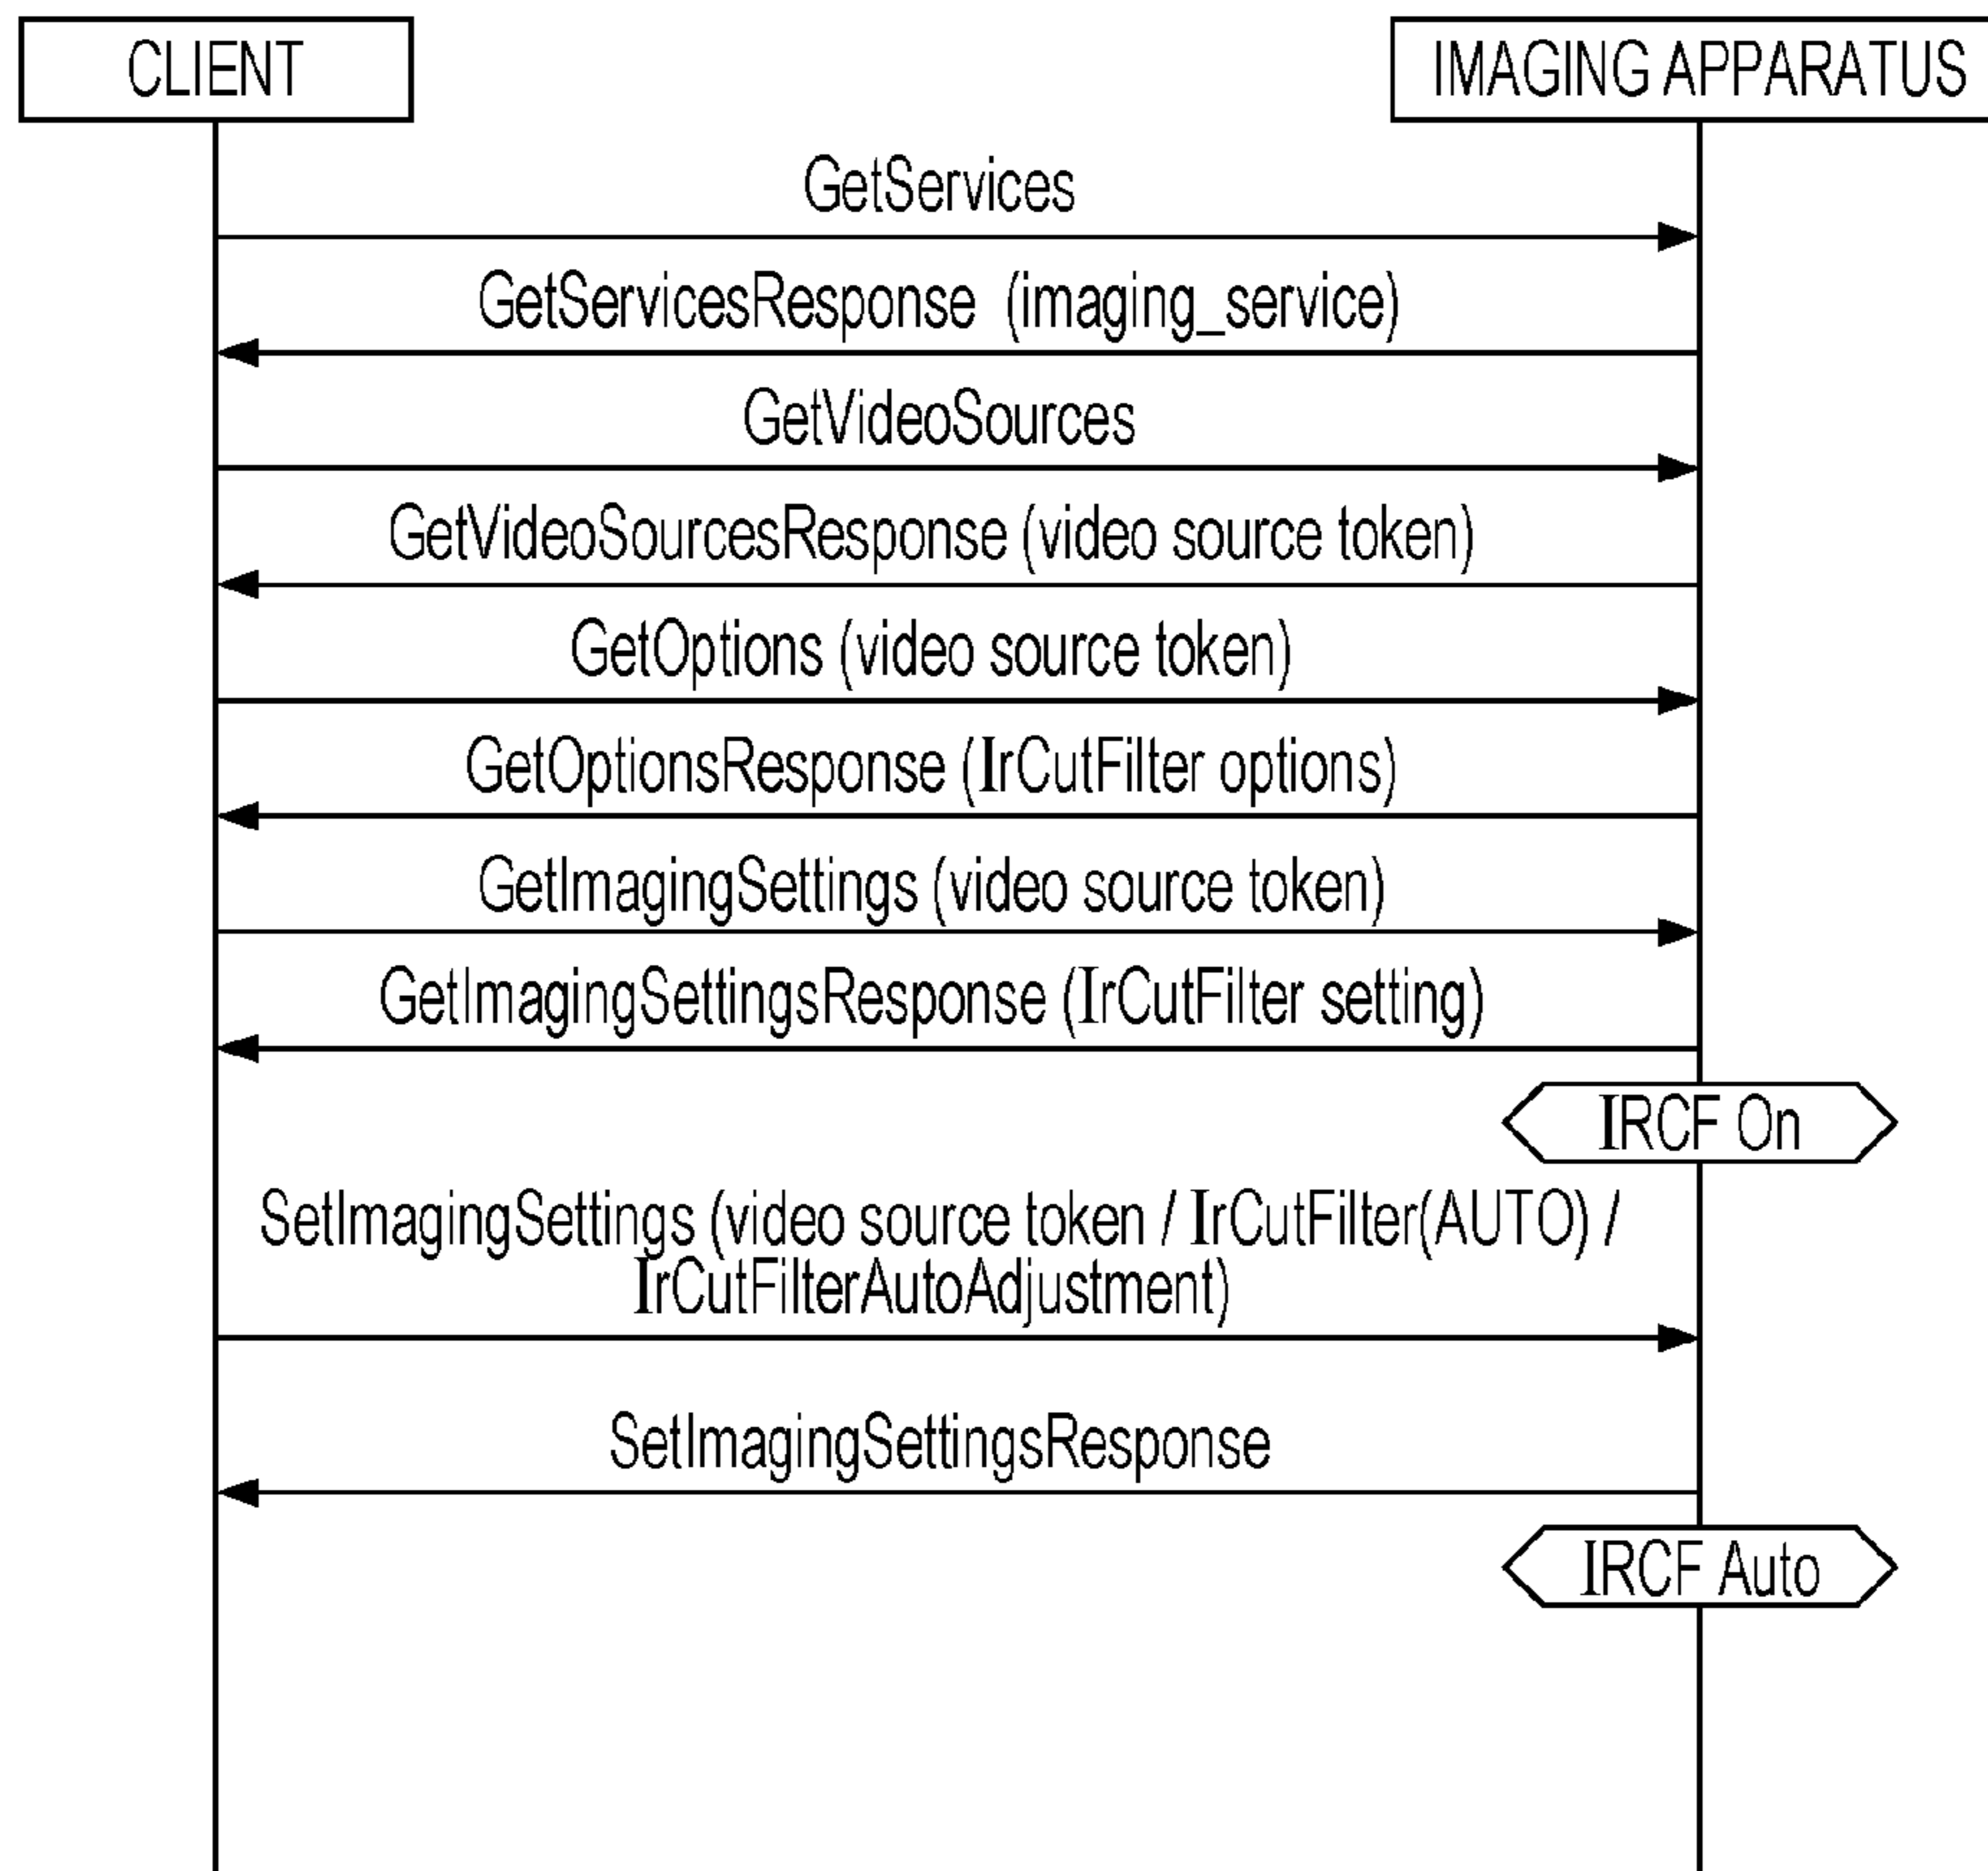 CLIENT
IMAGING APPARATUS
GetServices
GetServicesResponse (imaging_service)
GetVideoSources
GetVideoSourcesResponse (video source token)
GetOptions (video source token)
GetOptionsResponse (IrCutFilter options)
GetImagingSettings (video source token)
GetImagingSettingsResponse (IrCutFilter setting)
IRCF On
SetImagingSettings (video source token / IrCutFilter(AUTO) /
IrCutFilterAutoAdjustment)
SetImagingSettingsResponse
IRCF Auto